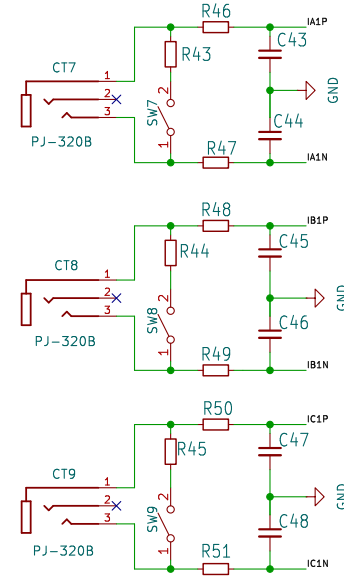 R46
IA1P
R43
C43
CT7
1
2
2
3
SW7
GND
C44
PJ-320B
1
R47
IA1N
R48
IB1P
R44
C45
CT8
1
2
2
3
SW8
GND
C46
PJ-320B
1
R49
IB1N
R50
IC1P
R45
C47
CT9
1
2
2
3
SW9
GND
C48
PJ-320B
1
R51
IC1N